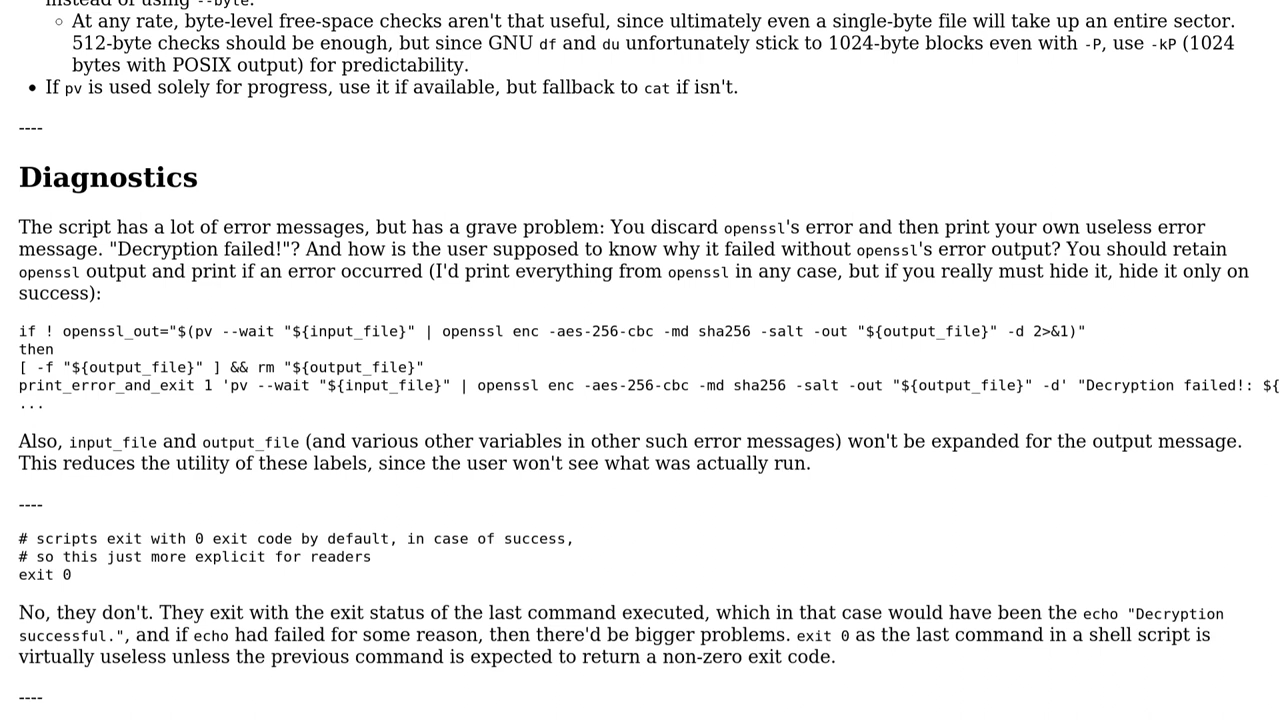 instead of using --byte.
At any rate, byte-level free-space checks aren't that useful, since ultimately even a single-byte file will take up an entire sector.
512-byte checks should be enough, but since GNU df and du unfortunately stick to 1024-byte blocks even with -P, use -kP (1024
bytes with POSIX output) for predictability.
If pv is used solely for progress, use it if available, but fallback to cat if isn't.
----
Diagnostics
The script has a lot of error messages, but has a grave problem: You discard openssl's error and then print your own useless error
message. "Decryption failed!"? And how is the user supposed to know why it failed without openssl's error output? You should retain
openssl output and print if an error occurred (I'd print everything from openssl in any case, but if you really must hide it, hide it only on
success):
if ! openssl_out="$(pv --wait "${input_file}" | openssl enc -aes-256-cbc -md sha256 -salt -out "${output_file}" -d 2>&1)"
then
[ -f "${output_file}" ] && rm "${output_file}"
print_error_and_exit 1 'pv --wait "${input_file}" | openssl enc -aes-256-cbc -md sha256 -salt -out "${output_file}" -d' "Decryption failed!: ${
...
Also, input_file and output_file (and various other variables in other such error messages) won't be expanded for the output message.
This reduces the utility of these labels, since the user won't see what was actually run.
----
# scripts exit with 0 exit code by default, in case of success,
# so this just more explicit for readers
exit 0
No, they don't. They exit with the exit status of the last command executed, which in that case would have been the echo "Decryption
successful.", and if echo had failed for some reason, then there'd be bigger problems. exit 0 as the last command in a shell script is
virtually useless unless the previous command is expected to return a non-zero exit code.
----